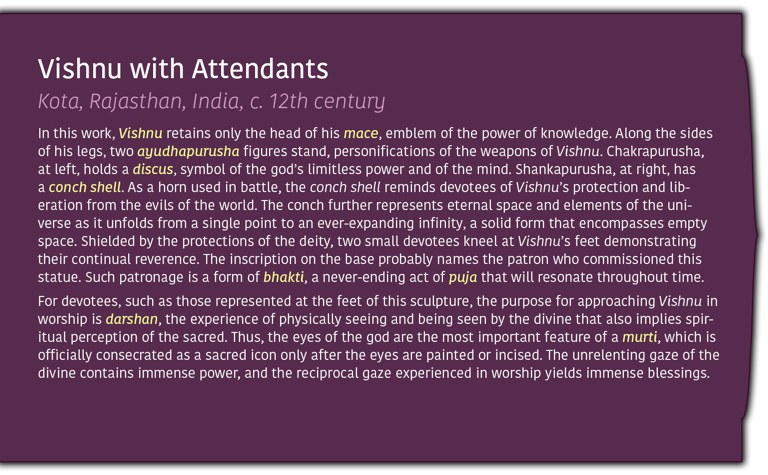 Vishnu with Attendants
Kota, Rajasthan, India, c. 12th century
In this work, Vishnu retains only the head of his mace, emblem of the power of knowledge. Along the sides
of his legs, two ayudhapurusha figures stand, personifications of the weapons of Vishnu. Chakrapurusha,
at left, holds a discus, symbol of the god's limitless power and of the mind. Shankapurusha, at right, has
a conch shell. As a horn used in battle, the conch shell reminds devotees of Vishnu's protection and lib-
eration from the evils of the world. The conch further represents eternal space and elements of the uni-
verse as it unfolds from a single point to an ever-expanding infinity, a solid form that encompasses empty
space. Shielded by the protections of the deity, two small devotees kneel at Vishnu's feet demonstrating
their continual reverence. The inscription on the base probably names the patron who commissioned this
statue. Such patronage is a form of bhakti, a never-ending act of puja that will resonate throughout time.
For devotees, such as those represented at the feet of this sculpture, the purpose for approaching Vishnu in
worship is darshan, the experience of physically seeing and being seen by the divine that also implies spir-
itual perception of the sacred. Thus, the eyes of the god are the most important feature of a murti, which is
officially consecrated as a sacred icon only after the eyes are painted or incised. The unrelenting gaze of the
divine contains immense power, and the reciprocal gaze experienced in worship yields immense blessings.